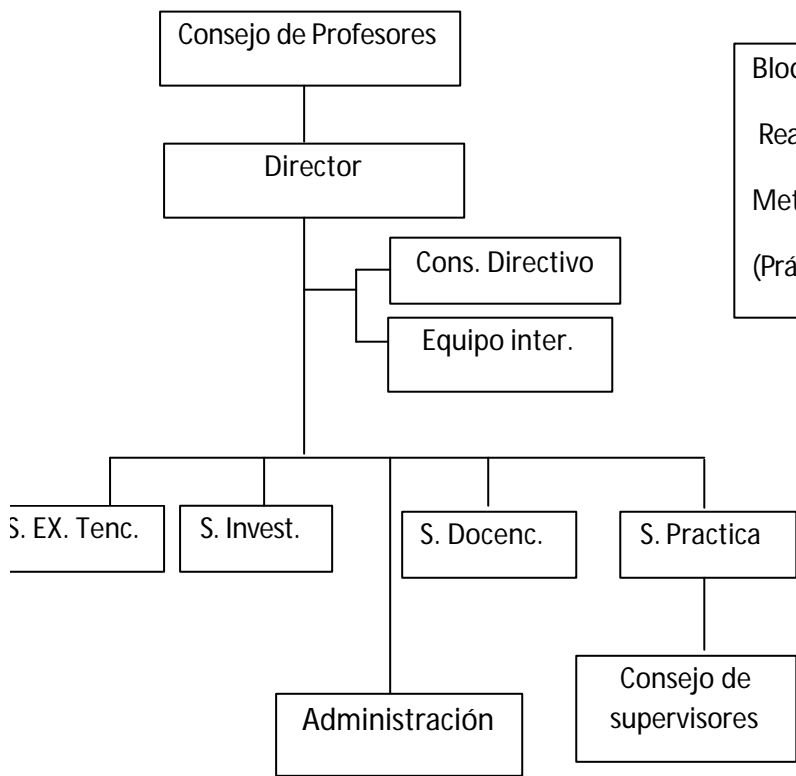 Consejo de Profesores
Director
Cons. Directivo
Equipo inter.
S. EX. Tenc.
S. Invest.
S. Docenc.
S. Practica
Administración
Consejo de
supervisores